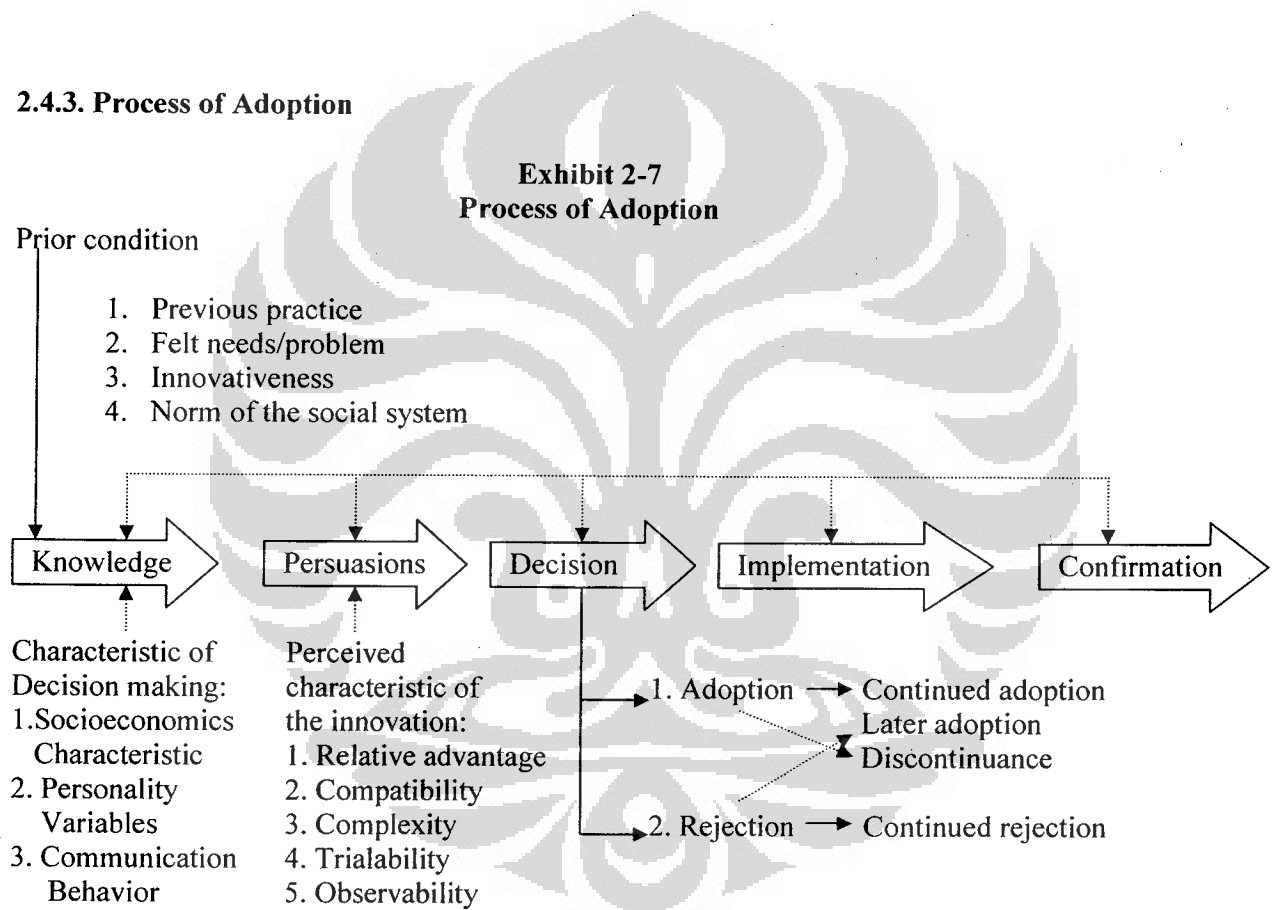 2.4.3. Process of Adoption
Exhibit 2-7
Process of Adoption
Prior condition
1. Previous practice
2. Felt needs/problem
3. Innovativeness
4. Norm of the social system
Knowledge
Persuasions
Decision
Implementation
Confirmation
Characteristic of
Decision making:
1.Socioeconomics
Characteristic
2. Personality
Variables
3. Communication
Behavior
Perceived
characteristic of
the innovation:
1. Relative advantage
2. Compatibility
3. Complexity
4. Trialability
5. Observability
1. Adoption
Continued adoption
Later adoption
Discontinuance
2. Rejection
Continued rejection